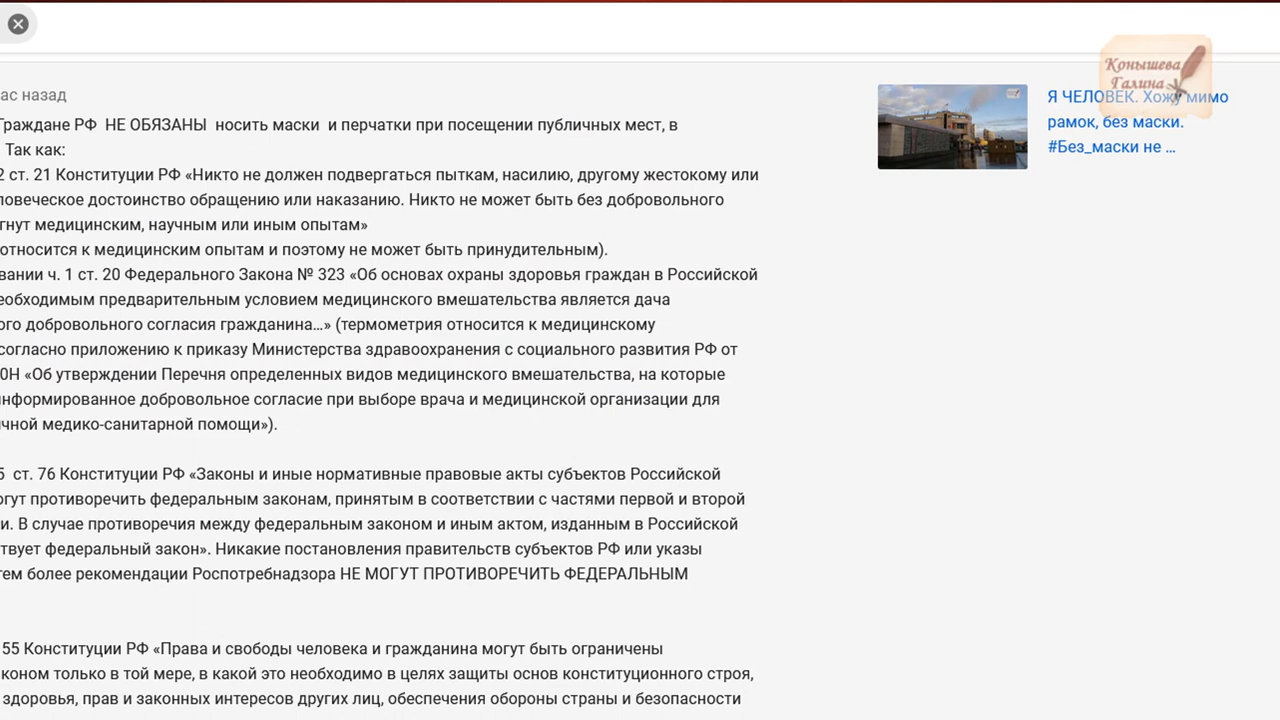 ас назад
Граждане РФ НЕ ОБЯЗАНЫ носить маски и перчатки при посещении публичных мест, в
Так как:
2 ст. 21 Конституции РФ «Никто не должен подвергаться пыткам, насилию, другому жестокому или
ловеческое достоинство обращению или наказанию. Никто не может быть без добровольного
гнут медицинским, научным или иным опытам»
относится к медицинским опытам и поэтому не может быть принудительным).
вании ч. 1 ст. 20 Федерального Закона № 323 «Об основах охраны здоровья граждан в Российской
еобходимым предварительным условием медицинского вмешательства является дача
ого добровольного согласия гражданина…» (термометрия относится к медицинскому
согласно приложению к приказу Министерства здравоохранения с социального развития РФ от
0Н «Об утверждении Перечня определенных видов медицинского вмешательства, на которые
нформированное добровольное согласие при выборе врача и медицинской организации для
ичной медико-санитарной помощи»).
5 ст. 76 Конституции РФ «Законы и иные нормативные правовые акты субъектов Российской
огут противоречить федеральным законам, принятым в соответствии с частями первой и второй
и. В случае противоречия между федеральным законом и иным актом, изданным в Российской
твует федеральный закон». Никакие постановления правительств субъектов РФ или указы
тем более рекомендации Роспотребнадзора НЕ МОГУТ ПРОТИВОРЕЧИТЬ ФЕДЕРАЛЬНЫМ
55 Конституции РФ «Права и свободы человека и гражданина могут быть ограничены
коном только в той мере, в какой это необходимо в целях защиты основ конституционного строя,
здоровья, прав и законных интересов других лиц, обеспечения обороны страны и безопасности
Конышева
Галина
Я ЧЕЛОВЕК. Хожу мимо
рамок, без маски.
#Без_маски не ...